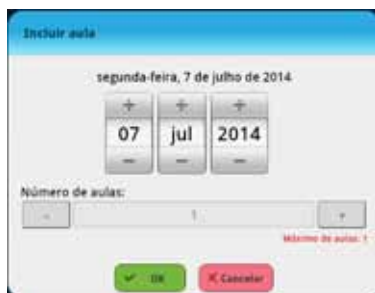 Incluir aula
segunda-feira, 7 de julho de 2014
+ + +
07 jul 2014
- - -
Número de aulas:
- 1 +
Máximo de aulas: 1
OK Cancelar